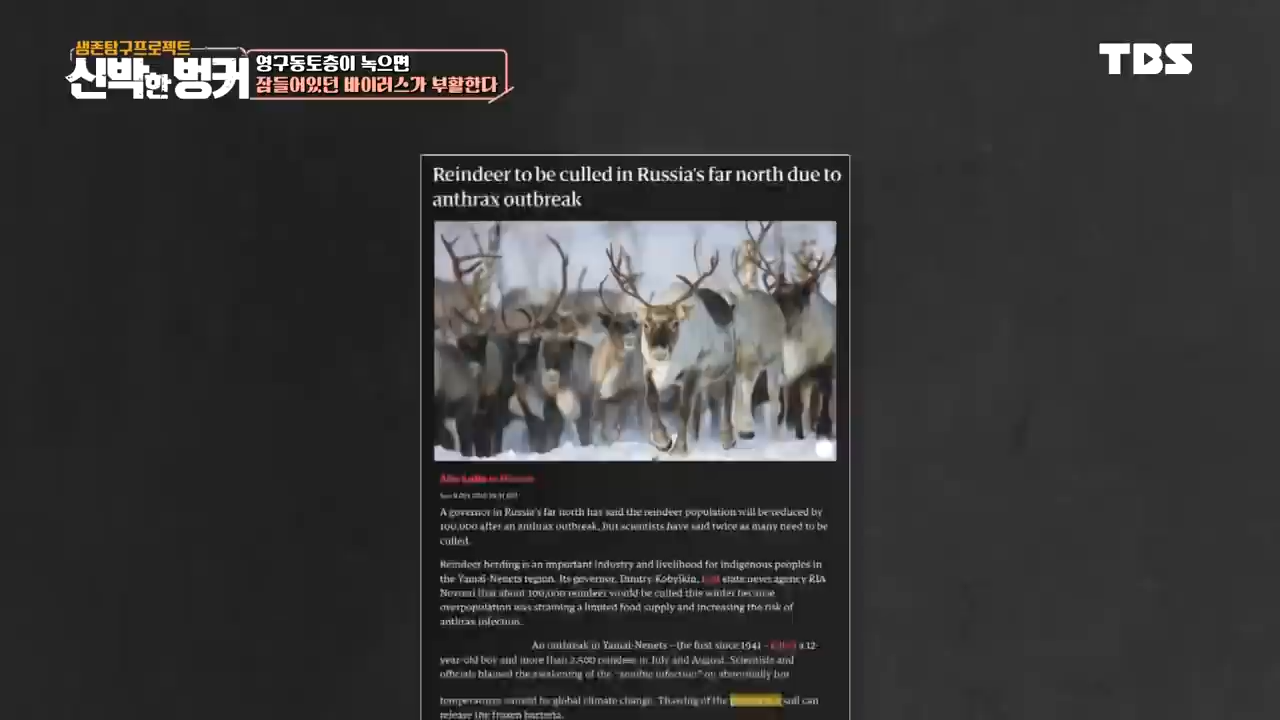 생존탐구프로젝트
신박한 벙커
영구동토층이 녹으면
잠들어있던 바이러스가 부활한다
TBS
Reindeer to be culled in Russia's far north due to
anthrax outbreak
A governor in Russia's far north has said the reindeer population will be reduced by
100,000 after an anthrax outbreak, but scientists have said twice as many need to be
culled.
Reindeer herding is an important industry and livelihood for indigenous peoples in
the Yamal-Nenets region. Its governor, Dmitry Kobylkin, state news agency RIA
Novosti that about 100,000 reindeer would be culled this winter because
overpopulation was straining a limited food supply and increasing the risk of
anthrax infection.
An outbreak in Yamal-Nenets – the first since 1941 – a 12-
year-old boy and more than 2,500 reindeer in July and August. Scientists and
officials blamed the awakening of the "zombie infection" on abnormally hot
temperatures caused by global climate change. Thawing of the soil can
release the frozen bacteria.